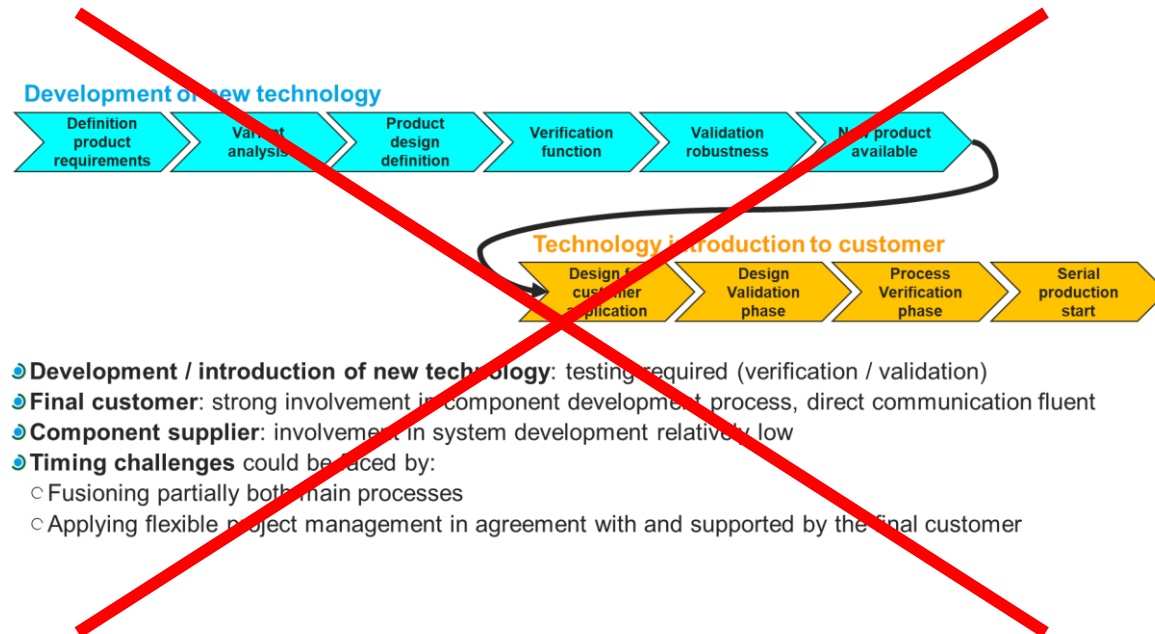 Development of new technology
Definition
product
requirements
Variant
analysis
Product
design
definition
Verification
function
Validation
robustness
New product
available
Technology introduction to customer
Design for
customer
application
Design
Validation
phase
Process
Verification
phase
Serial
production
start
Development / introduction of new technology: testing required (verification / validation)
Final customer: strong involvement in component development process, direct communication fluent
Component supplier: involvement in system development relatively low
Timing challenges could be faced by:
Fusioning partially both main processes
Applying flexible project management in agreement with and supported by the final customer